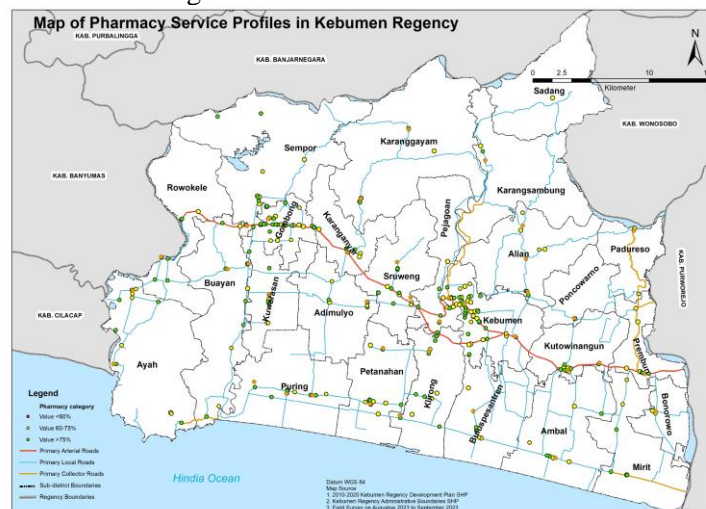 Map of Pharmacy Service Profiles in Kebumen Regency
KAB. PURBALINGGA
KAB. BANJARNEGARA
N
0 2.5 5 10 15
Kilometer
Sadang
KAB. WONOSOBO
Karanggayam
Sempor
KAB. BANYUMAS
Rowokele
Karangsambung
Gombong
Karanganyar
Pejagoan
Alian
Padureso
KAB. PURWOREJO
Sruweng
Buayan
Poncowarno
Kuwarasan
Adimulyo
Kebumen
KAB. CILACAP
Kutowinangun
Prembun
Ayah
Petanahan
Klirong
Buluspesantren
Bonorowo
Puring
Ambal
Mirit
Legend
Pharmacy category
Value <60%
Value 60-75%
Value >75%
Primary Arterial Roads
Primary Local Roads
Primary Collector Roads
Sub-district Boundaries
Regency Boundaries
Hindia Ocean
Datum WGS 84
Map Source
1. 2010-2020 Kebumen Regency Development Plan SHP
2. Kebumen Regency Administrative Boundaries SHP
3. Field Survey on Augustus 2023 to September 2023